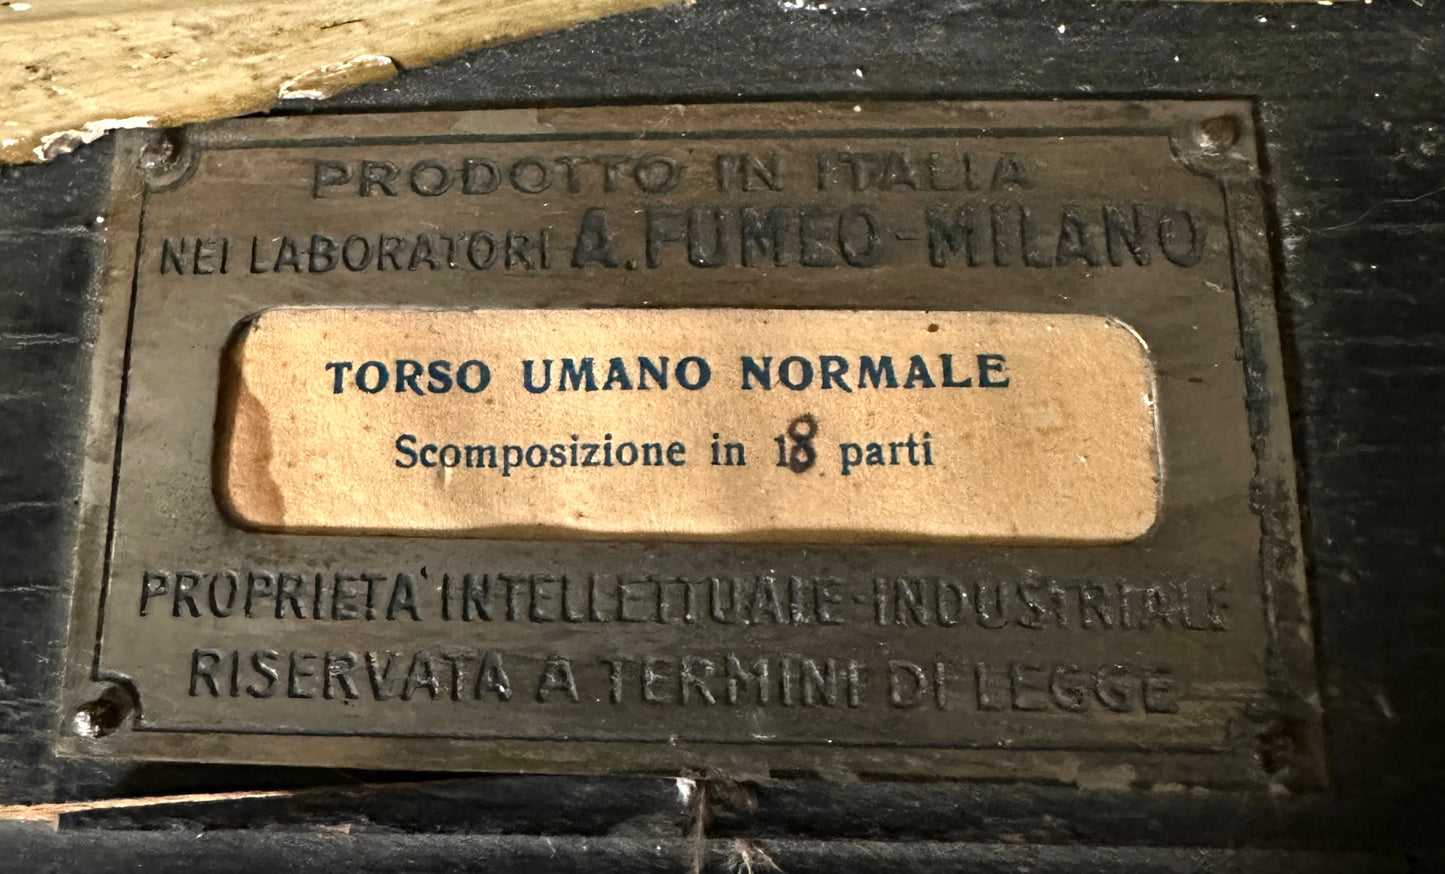 PRODOTTO IN ITALIA
NEI LABORATORI A. FUMEO - MILANO
TORSO UMANO NORMALE
Scomposizione in 18 parti
PROPRIETA' INTELLETTUALE - INDUSTRIALE
RISERVATA A TERMINI DI LEGGE